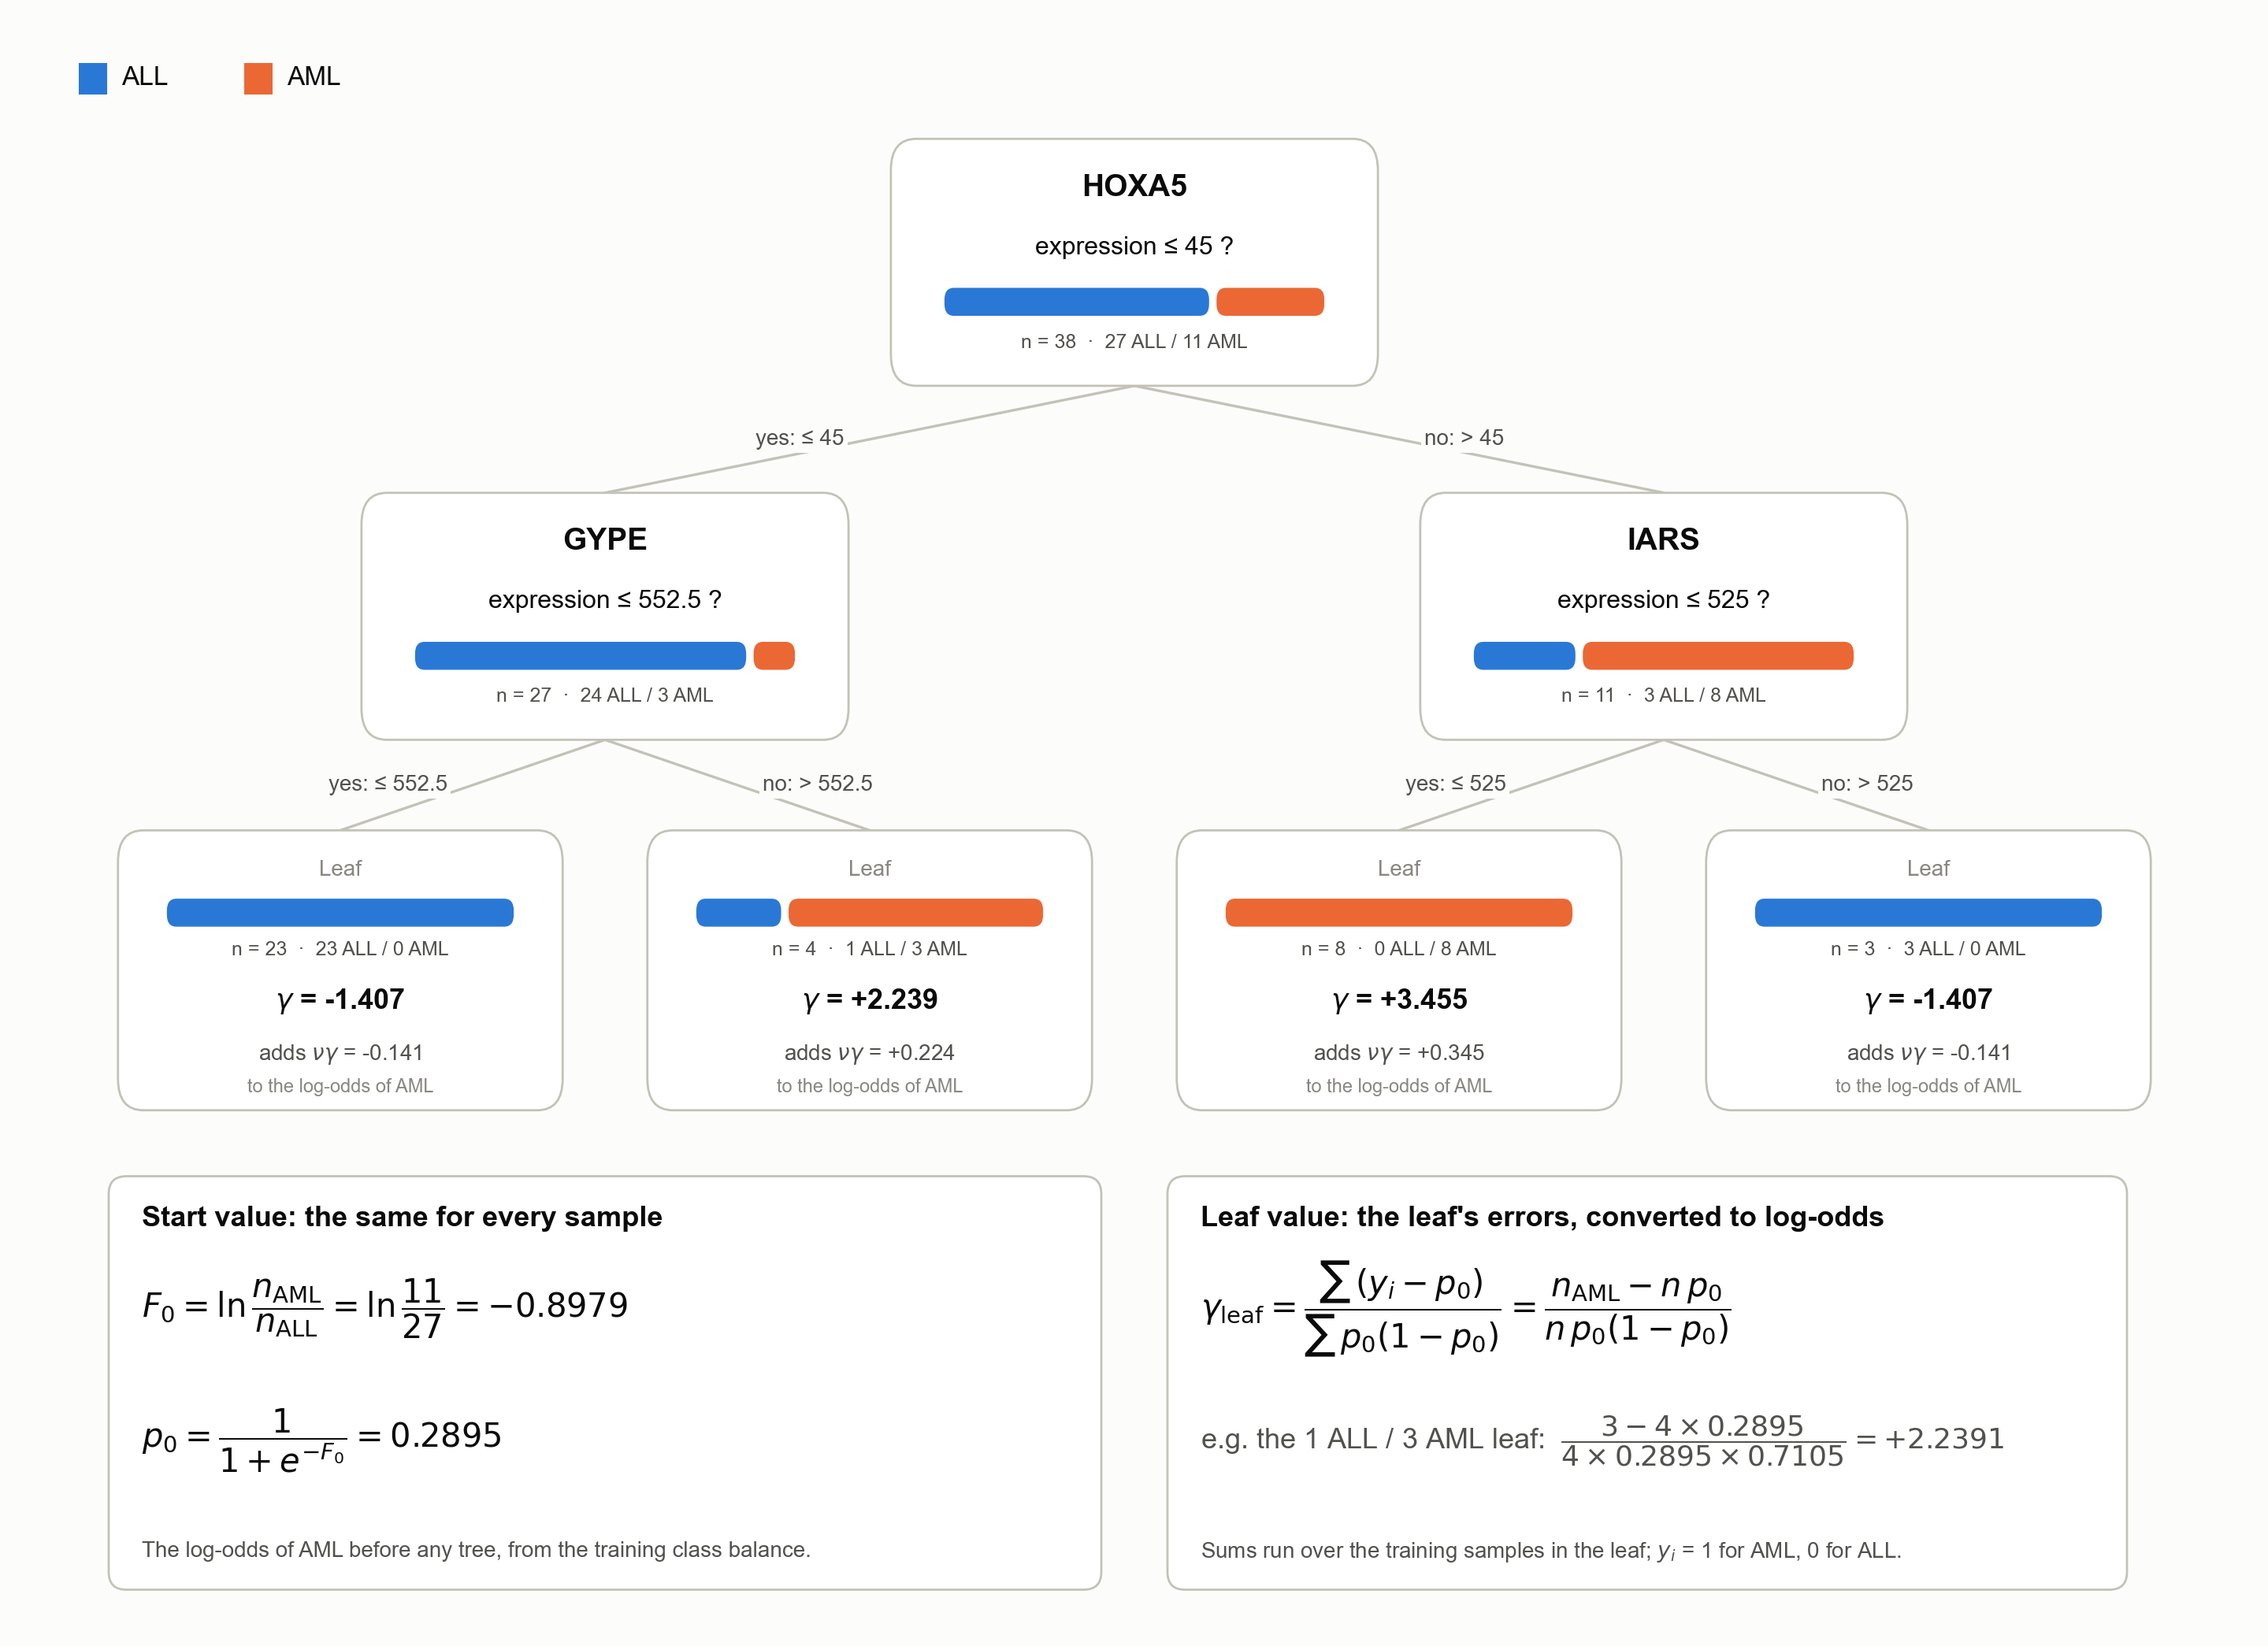 ALL AML
HOXA5
expression ≤ 45 ?
n = 38 · 27 ALL / 11 AML
yes: ≤ 45 no: > 45
GYPE IARS
expression ≤ 552.5 ? expression ≤ 525 ?
n = 27 · 24 ALL / 3 AML n = 11 · 3 ALL / 8 AML
yes: ≤ 552.5 no: > 552.5 yes: ≤ 525 no: > 525
Leaf Leaf Leaf Leaf
n = 23 · 23 ALL / 0 AML n = 4 · 1 ALL / 3 AML n = 8 · 0 ALL / 8 AML n = 3 · 3 ALL / 0 AML
γ = -1.407 γ = +2.239 γ = +3.455 γ = -1.407
adds νγ = -0.141 adds νγ = +0.224 adds νγ = +0.345 adds νγ = -0.141
to the log-odds of AML to the log-odds of AML to the log-odds of AML to the log-odds of AML
Start value: the same for every sample
F₀ = ln n_AML / n_ALL = ln 11 / 27 = −0.8979
p₀ = 1 / (1 + e^(−F₀)) = 0.2895
The log-odds of AML before any tree, from the training class balance.
Leaf value: the leaf's errors, converted to log-odds
γ_leaf = ∑ (y_i − p₀) / ∑ p₀(1 − p₀) = (n_AML − n p₀) / (n p₀(1 − p₀))
e.g. the 1 ALL / 3 AML leaf: (3 − 4 × 0.2895) / (4 × 0.2895 × 0.7105) = +2.2391
Sums run over the training samples in the leaf; y_i = 1 for AML, 0 for ALL.